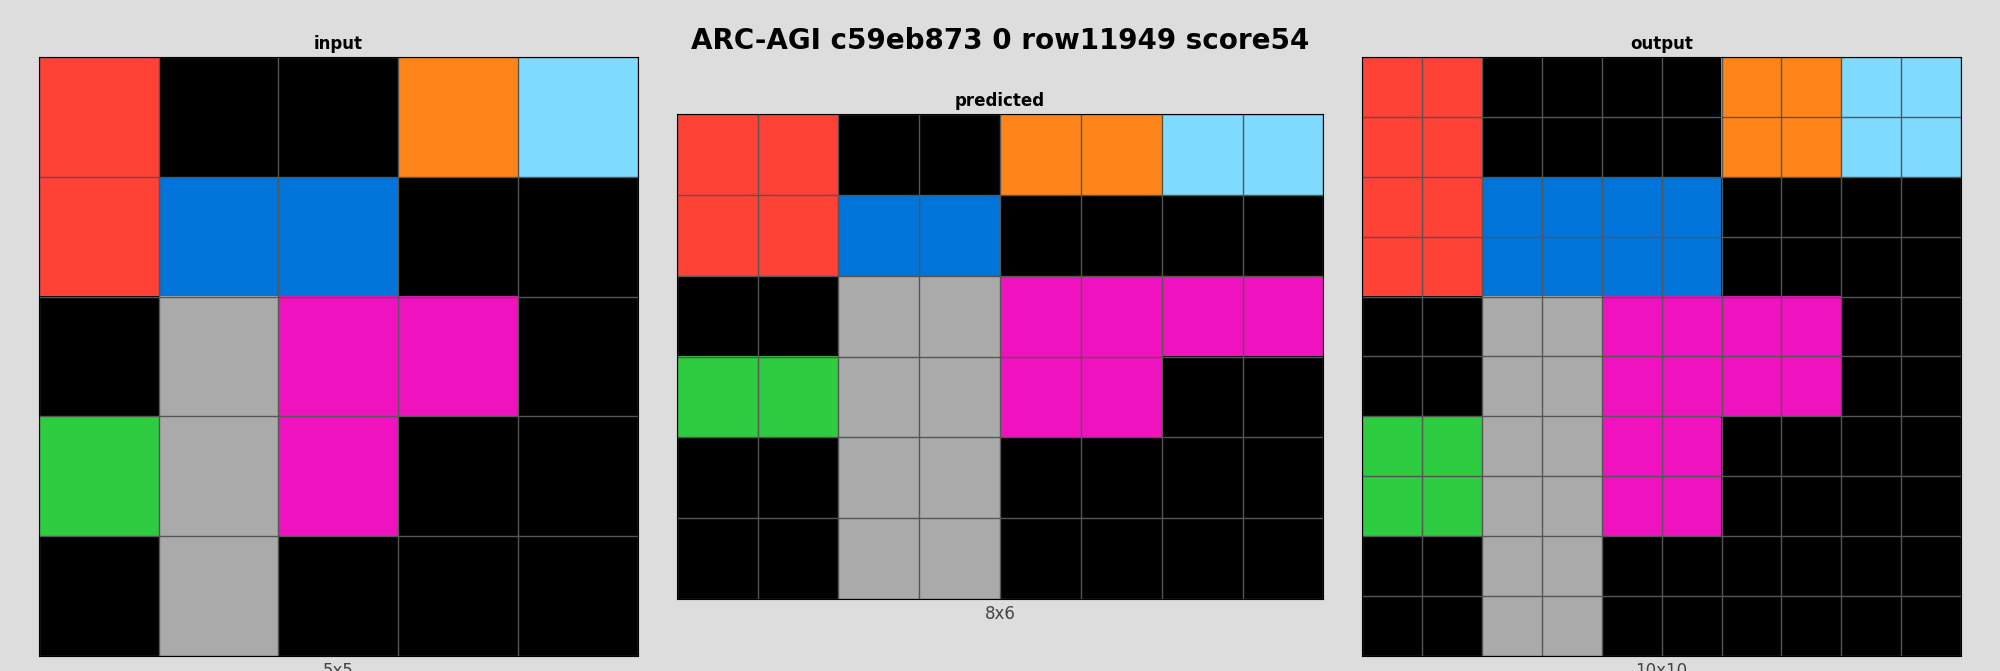 ARC-AGI c59eb873 0 row11949 score54
input
predicted
output
8x6
5x5
10x10